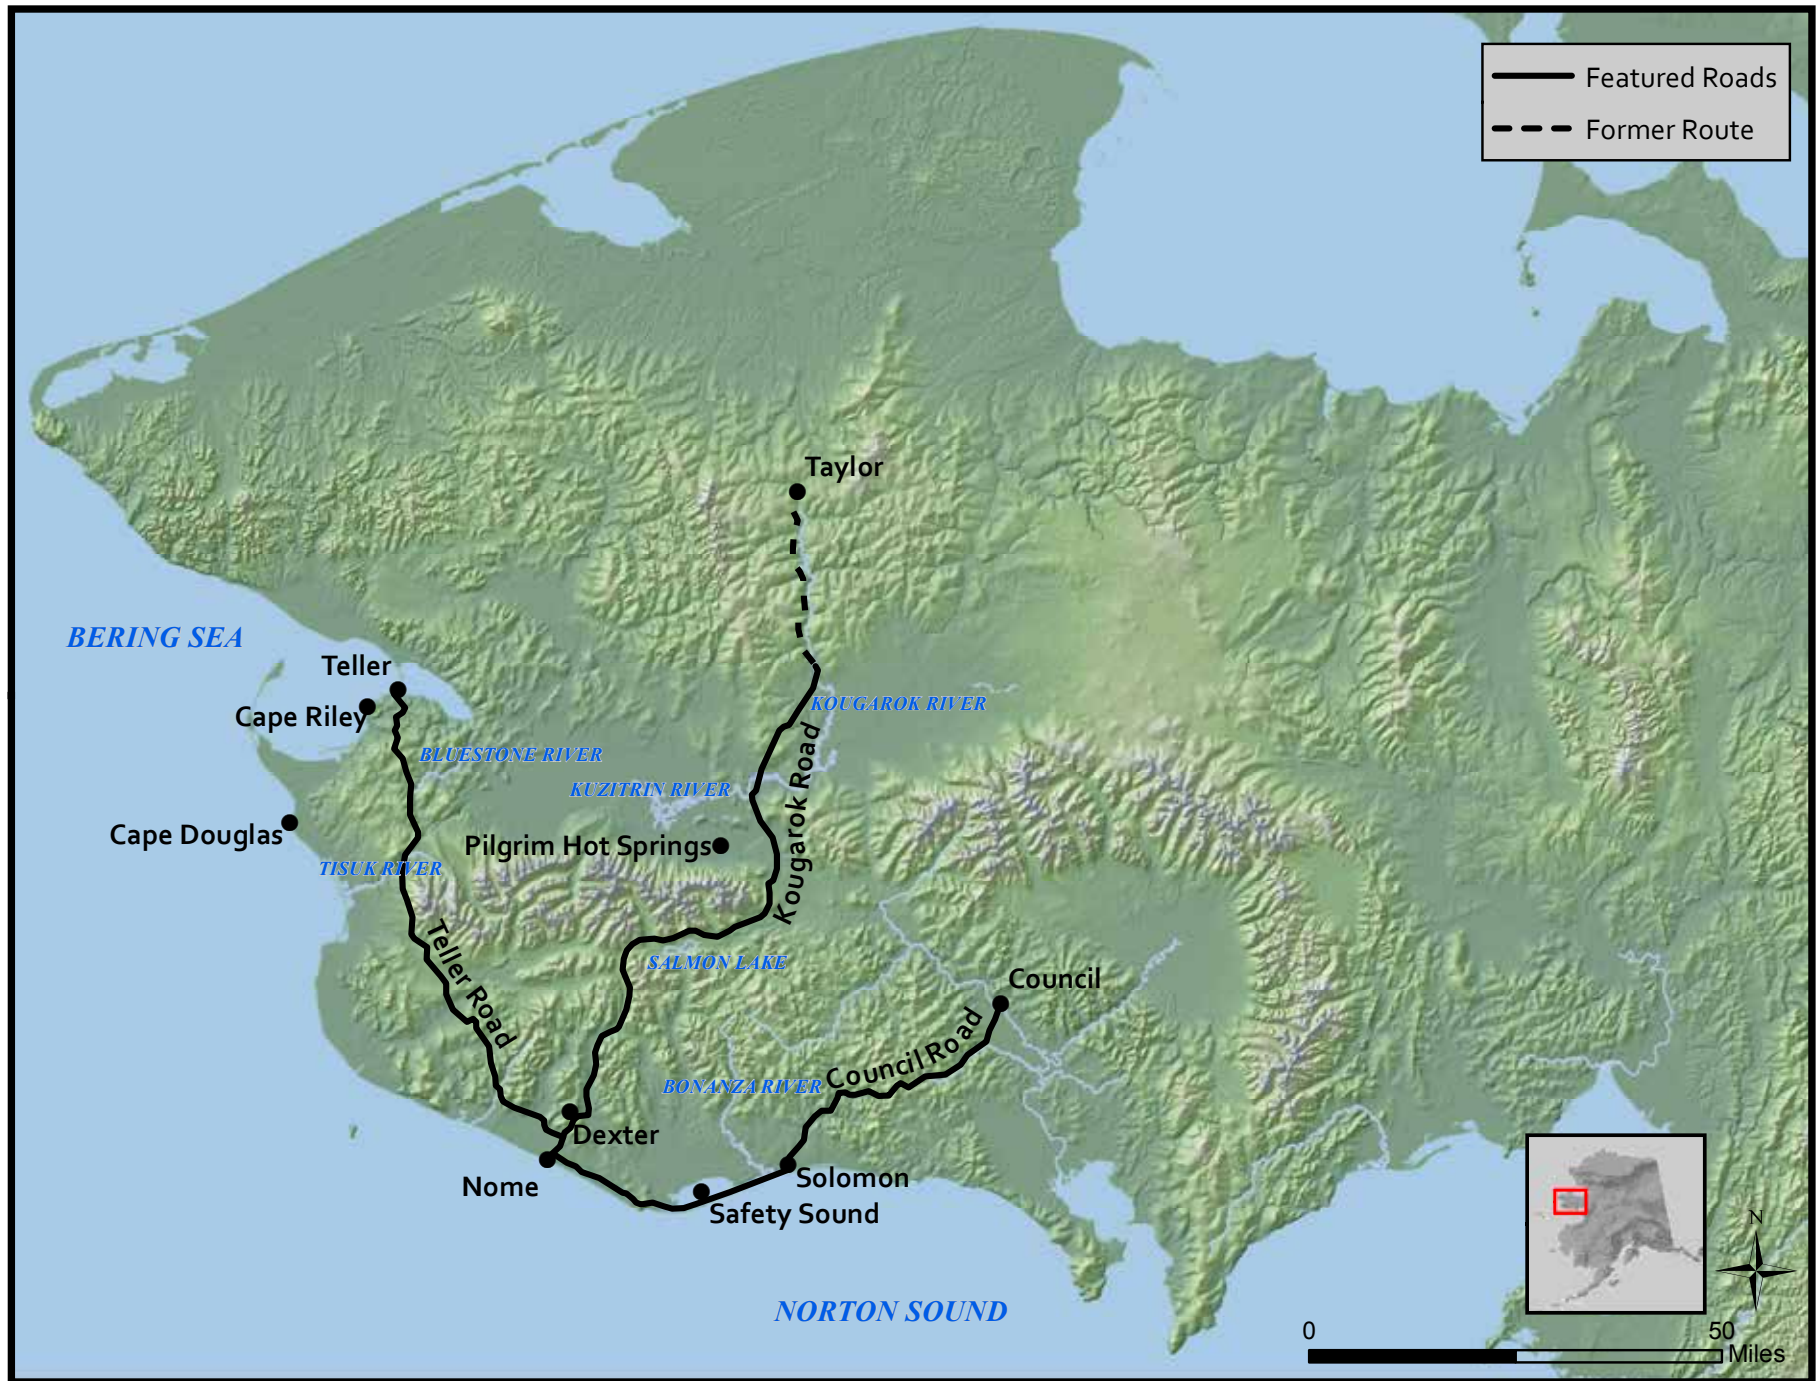 Featured Roads
Former Route
Taylor
BERING SEA
Teller
Cape Riley
KOUGAROK RIVER
BLUESTONE RIVER
KUZITRIN RIVER
Kougarok Road
Cape Douglas
Pilgrim Hot Springs
TISUK RIVER
Teller Road
SALMON LAKE
Council
Council Road
BONANZA RIVER
Dexter
Nome
Solomon
Safety Sound
NORTON SOUND
N
0 50
Miles